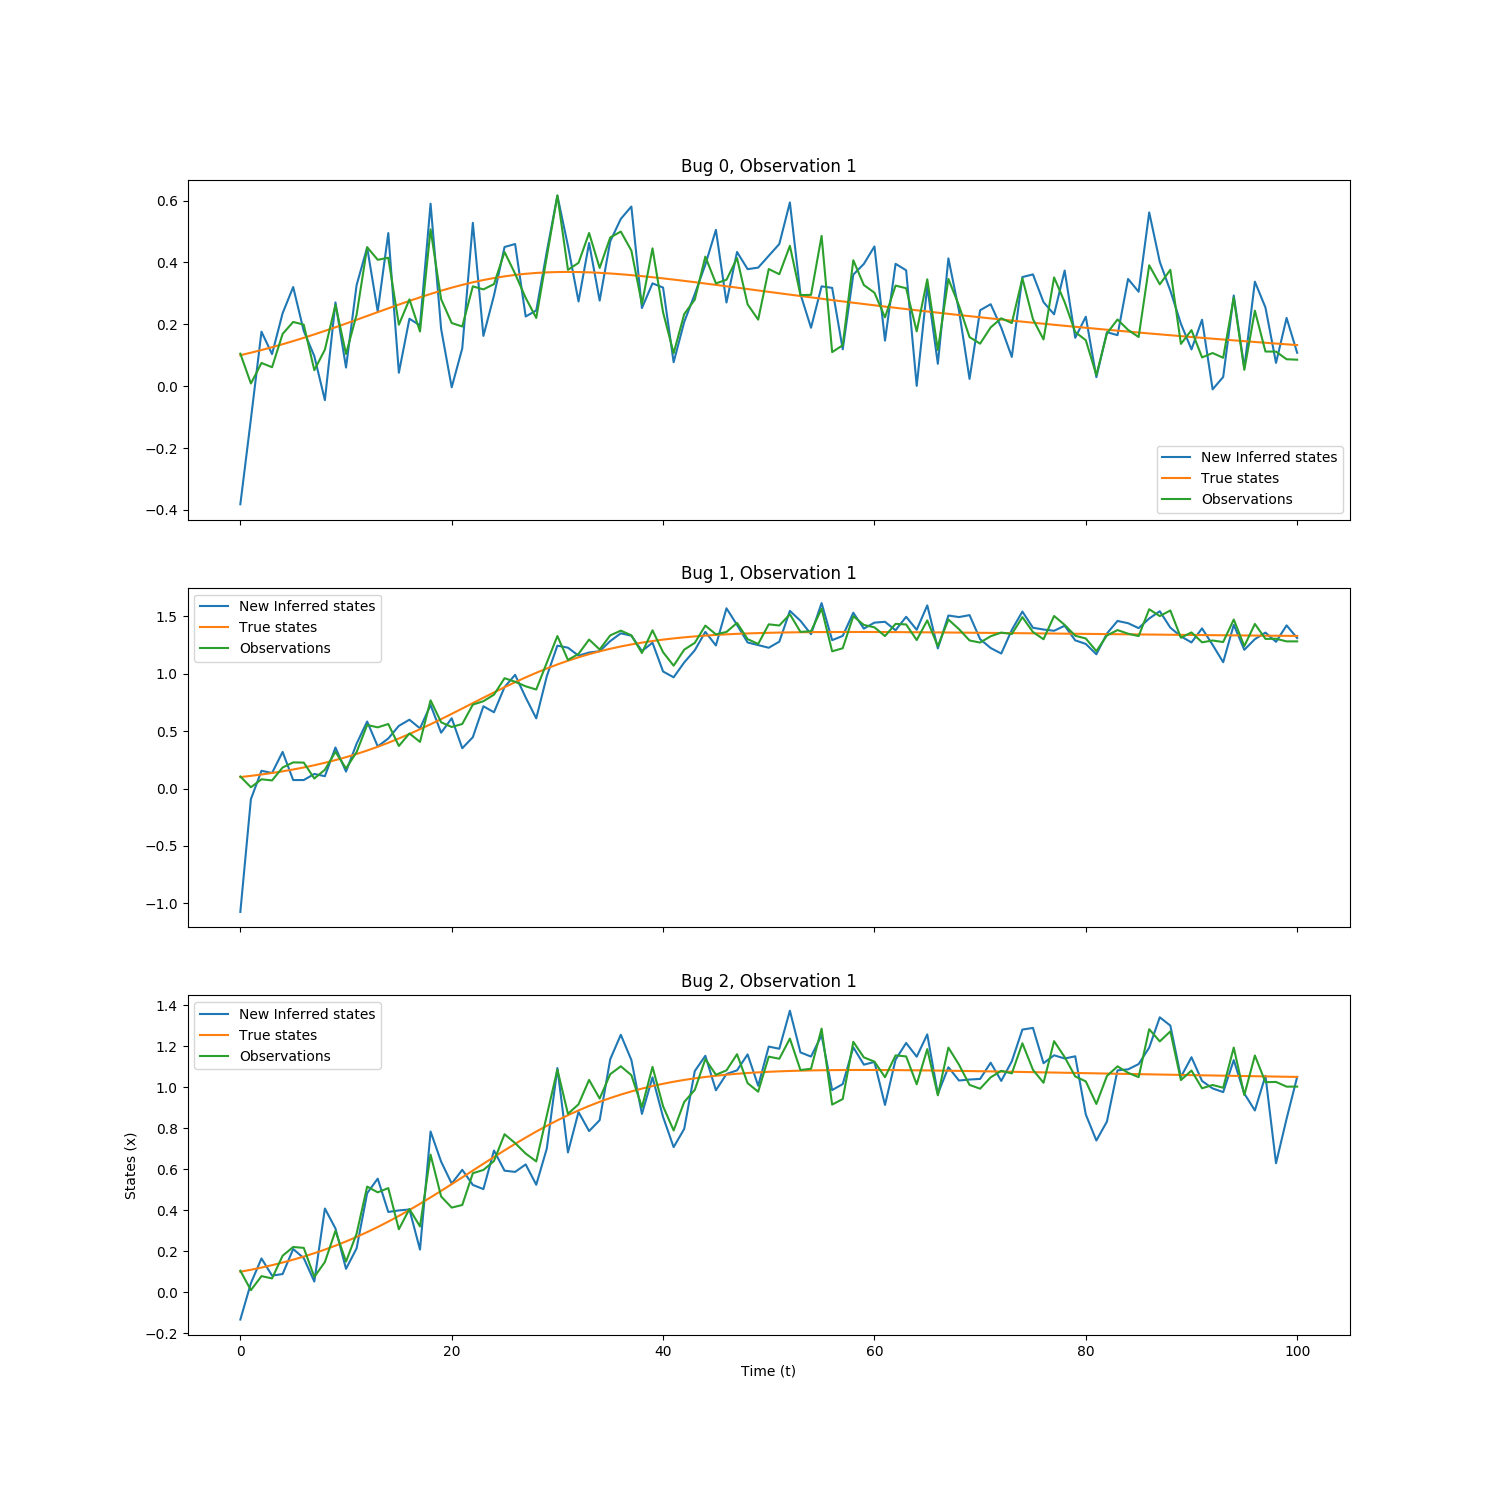 Bug 0, Observation 1
0.6
0.4
0.2
0.0
−0.2
−0.4
New Inferred states
True states
Observations
Bug 1, Observation 1
1.5
1.0
0.5
0.0
−0.5
−1.0
New Inferred states
True states
Observations
Bug 2, Observation 1
1.4
1.2
1.0
0.8
0.6
0.4
0.2
0.0
−0.2
States (x)
New Inferred states
True states
Observations
0 20 40 60 80 100
Time (t)